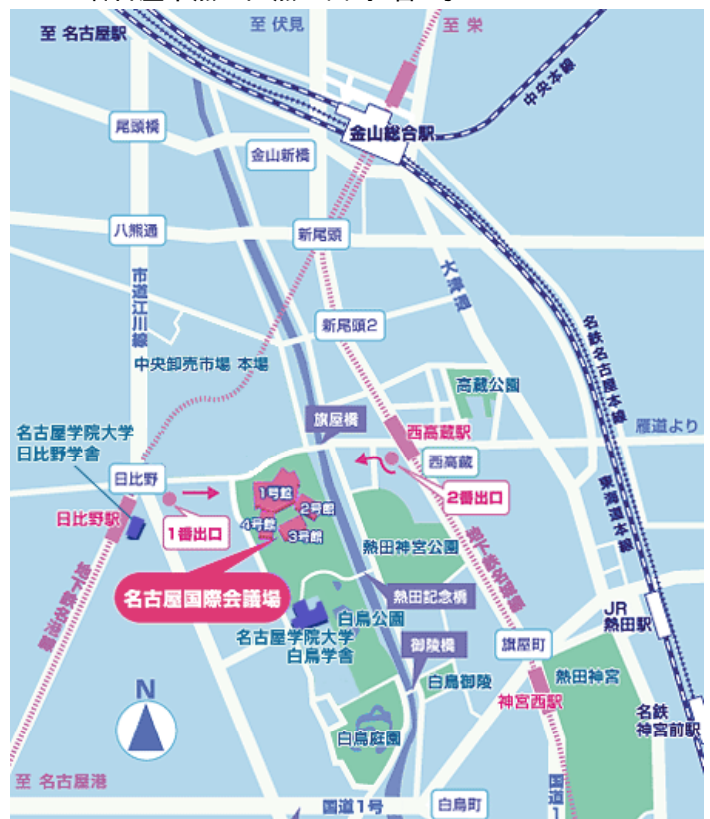 至 名古屋駅
至 伏見
至 栄
中央本線
尾頭橋
金山新橋
金山総合駅
八熊通
新尾頭
市道江川線
大津通
新尾頭2
名鉄名古屋本線
中央卸売市場 本場
高蔵公園
旗屋橋
西高蔵駅
雁道より
名古屋学院大学
日比野学舎
日比野
西高蔵
東海道本線
1号館
2号館
2番出口
日比野駅
1番出口
4号館
3号館
熱田神宮公園
地下鉄名港線
地下鉄名城線
名古屋国際会議場
熱田記念橋
白鳥公園
JR
熱田駅
名古屋学院大学
白鳥学舎
御陵橋
旗屋町
白鳥御陵
熱田神宮
N
神宮西駅
名鉄
神宮前駅
白鳥庭園
至 名古屋港
国道1号
白鳥町
国道1